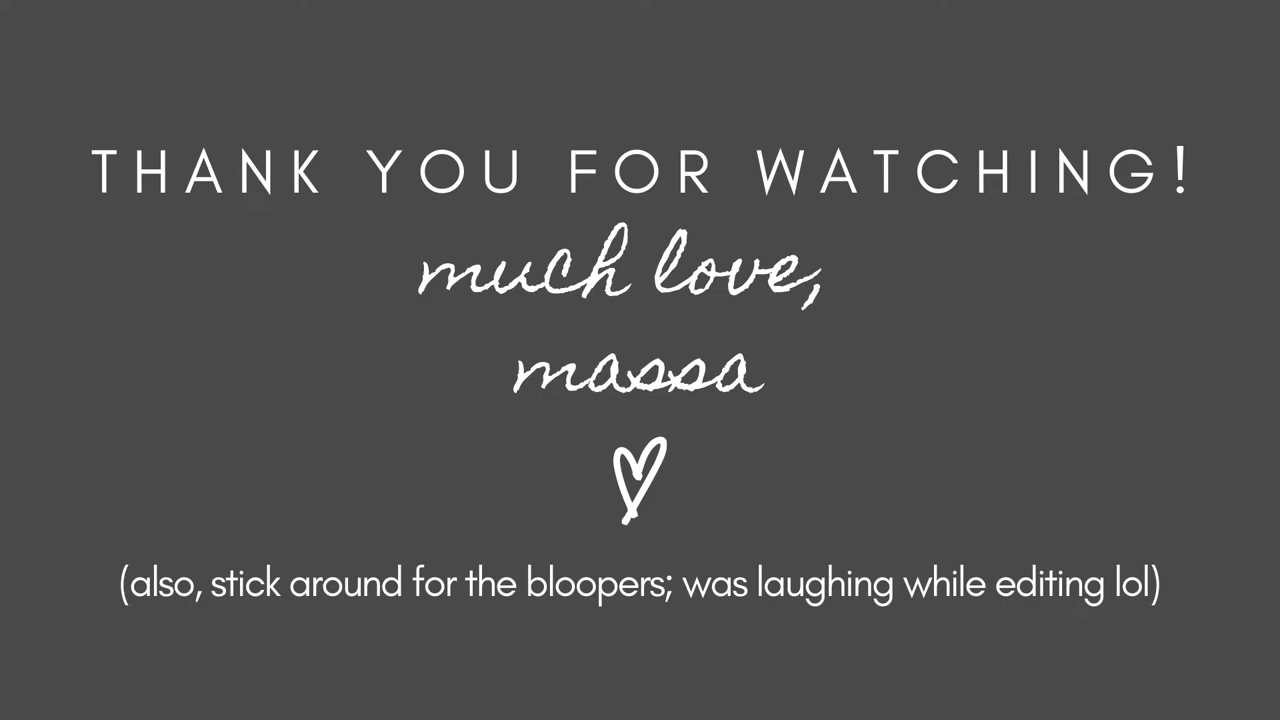 THANK YOU FOR WATCHING!
much love,
massa
(also, stick around for the bloopers; was laughing while editing lol)